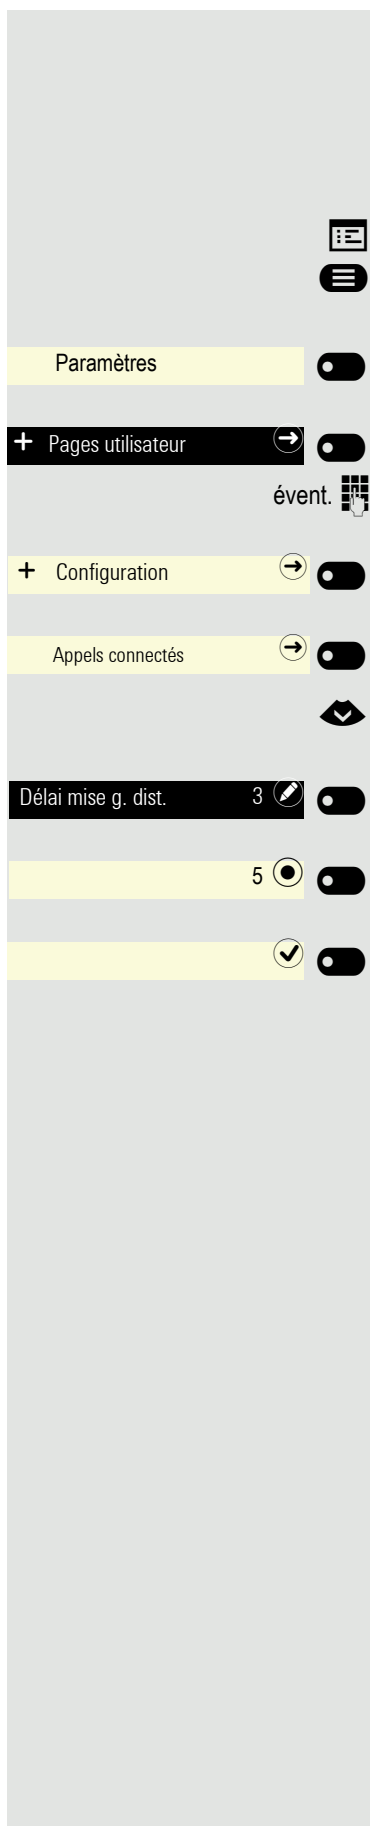 Paramètres
+ Pages utilisateur
évent.
+ Configuration
Appels connectés
Délai mise g. dist. 3
5